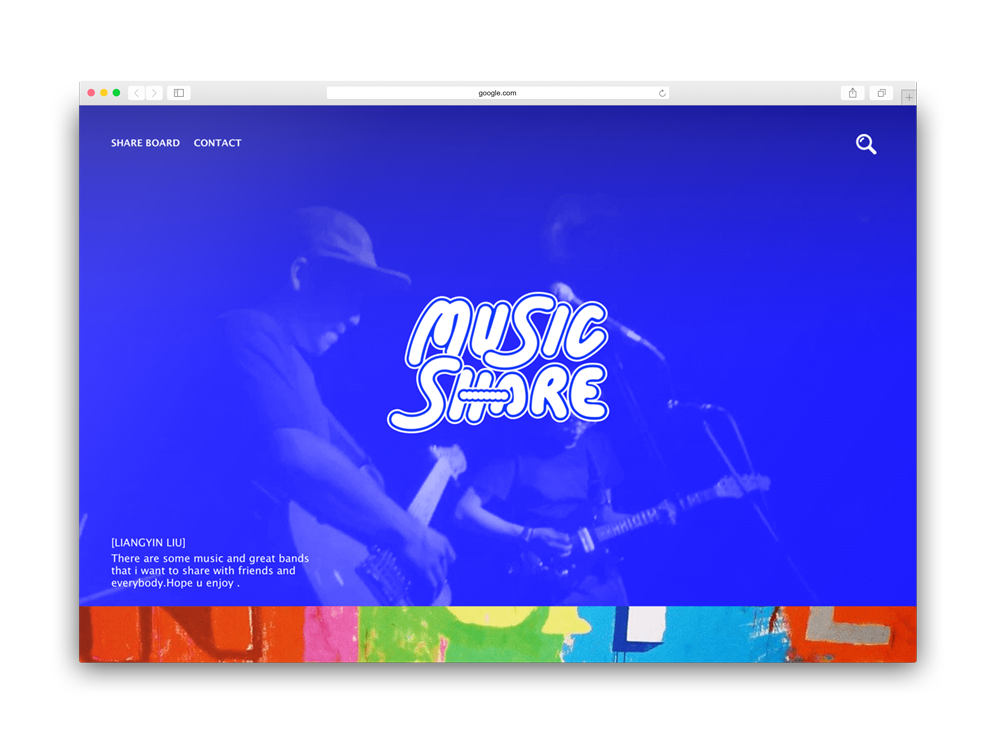 google.com
SHARE BOARD CONTACT
MUSIC
SHARE
[LIANGYIN LIU]
There are some music and great bands
that i want to share with friends and
everybody.Hope u enjoy .